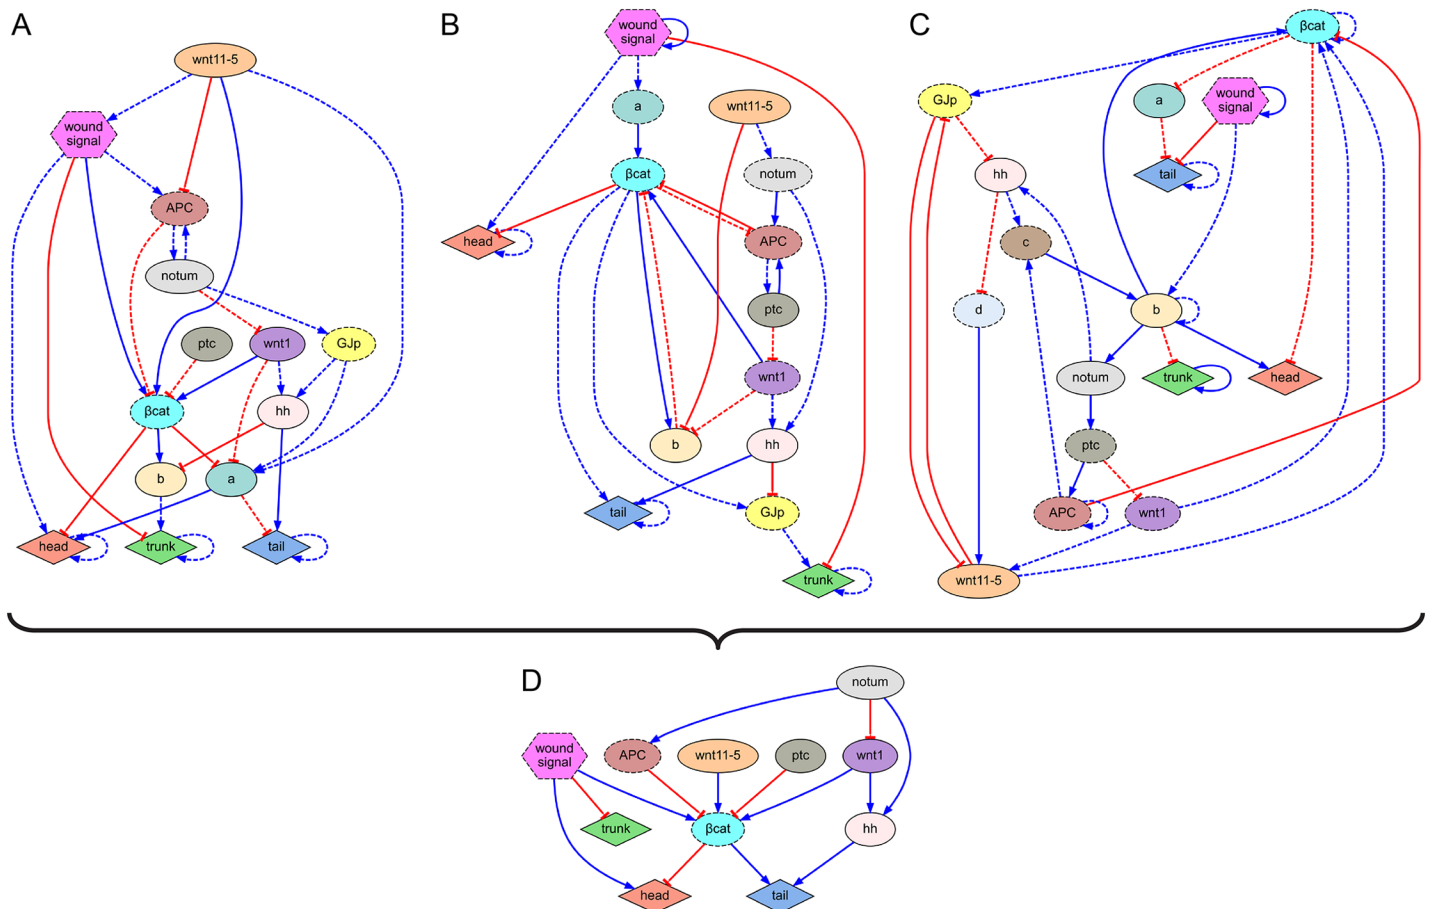 A
wnt11-5
wound
signal
APC
notum
ptc
wnt1
GJp
βcat
hh
b
a
head
trunk
tail
B
wound
signal
a
wnt11-5
βcat
notum
head
APC
ptc
wnt1
b
hh
tail
GJp
trunk
C
βcat
GJp
a
wound
signal
hh
tail
c
d
b
notum
trunk
head
ptc
APC
wnt1
wnt11-5
D
notum
wound
signal
APC
wnt11-5
ptc
wnt1
trunk
βcat
hh
head
tail